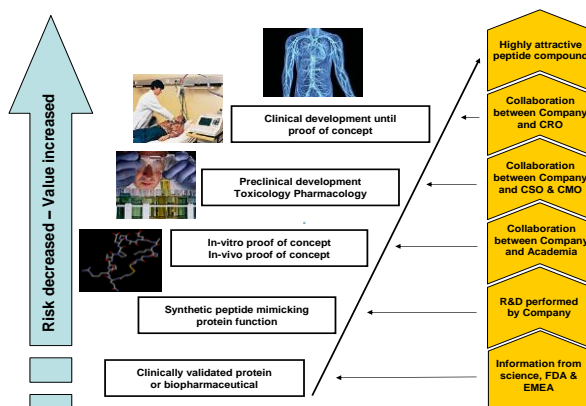 Risk decreased – Value increased
Clinical development until
proof of concept
Preclinical development
Toxicology Pharmacology
In-vitro proof of concept
In-vivo proof of concept
Synthetic peptide mimicking
protein function
Clinically validated protein
or biopharmaceutical
Highly attractive
peptide compound
Collaboration
between Company
and CRO
Collaboration
between Company
and CSO & CMO
Collaboration
between Company
and Academia
R&D performed
by Company
Information from
science, FDA &
EMEA